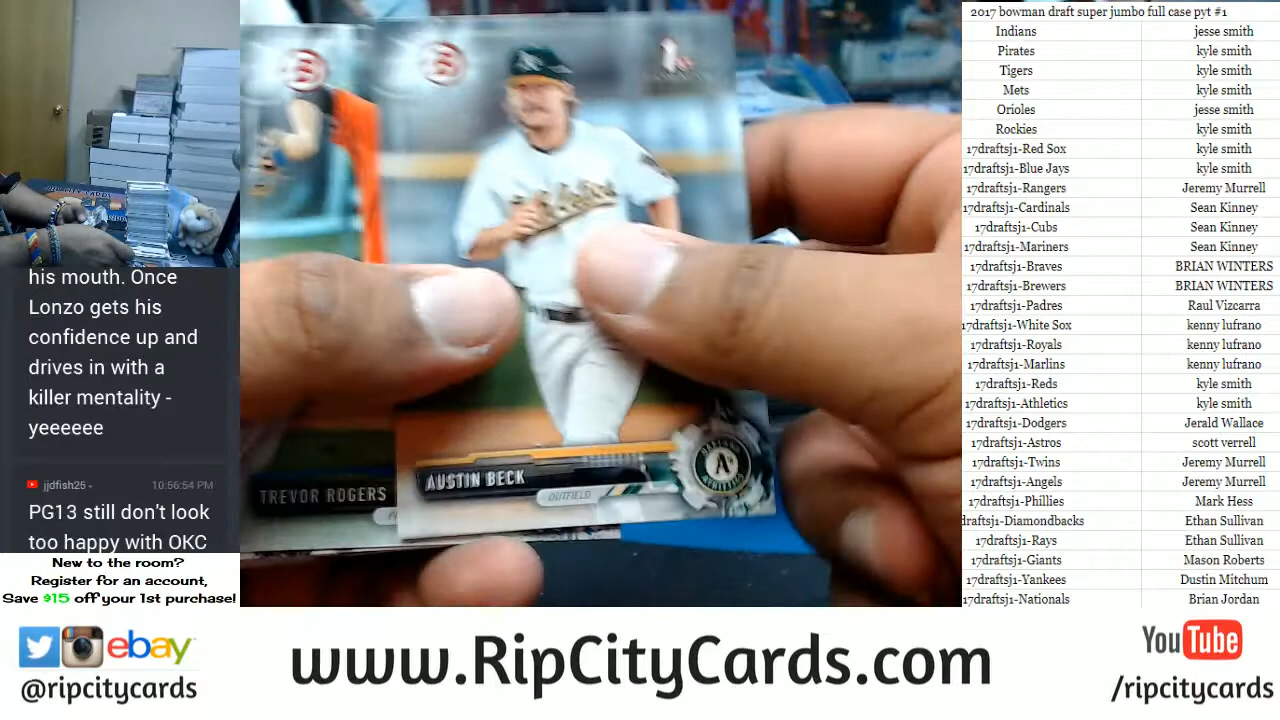 his mouth. Once
Lonzo gets his
confidence up and
drives in with a
killer mentality -
yeeeeee
jjdfish25 - 10:56:54 PM
PG13 still don't look
too happy with OKC
New to the room?
Register for an account,
Save $15 off your 1st purchase!
B
B
1st
Athletics
TREVOR ROGERS
AUSTIN BECK
OUTFIELD
A's
2017 bowman draft super jumbo full case pyt #1
Indians jesse smith
Pirates kyle smith
Tigers kyle smith
Mets kyle smith
Orioles jesse smith
Rockies kyle smith
17draftsj1-Red Sox kyle smith
17draftsj1-Blue Jays kyle smith
17draftsj1-Rangers Jeremy Murrell
17draftsj1-Cardinals Sean Kinney
17draftsj1-Cubs Sean Kinney
17draftsj1-Mariners Sean Kinney
17draftsj1-Braves BRIAN WINTERS
17draftsj1-Brewers BRIAN WINTERS
17draftsj1-Padres Raul Vizcarra
17draftsj1-White Sox kenny lufrano
17draftsj1-Royals kenny lufrano
17draftsj1-Marlins kenny lufrano
17draftsj1-Reds kyle smith
17draftsj1-Athletics kyle smith
17draftsj1-Dodgers Jerald Wallace
17draftsj1-Astros scott verrell
17draftsj1-Twins Jeremy Murrell
17draftsj1-Angels Jeremy Murrell
17draftsj1-Phillies Mark Hess
draftsj1-Diamondbacks Ethan Sullivan
17draftsj1-Rays Ethan Sullivan
17draftsj1-Giants Mason Roberts
17draftsj1-Yankees Dustin Mitchum
17draftsj1-Nationals Brian Jordan
ebay
@ripcitycards
www.RipCityCards.com
YouTube
/ripcitycards